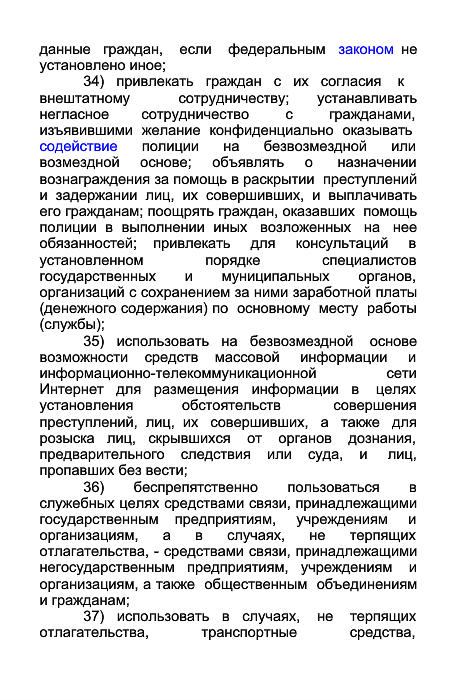 данные граждан, если федеральным законом не
установлено иное;
34) привлекать граждан с их согласия к
внештатному сотрудничеству; устанавливать
негласное сотрудничество с гражданами,
изъявившими желание конфиденциально оказывать
содействие полиции на безвозмездной или
возмездной основе; объявлять о назначении
вознаграждения за помощь в раскрытии преступлений
и задержании лиц, их совершивших, и выплачивать
его гражданам; поощрять граждан, оказавших помощь
полиции в выполнении иных возложенных на нее
обязанностей; привлекать для консультаций в
установленном порядке специалистов
государственных и муниципальных органов,
организаций с сохранением за ними заработной платы
(денежного содержания) по основному месту работы
(службы);
35) использовать на безвозмездной основе
возможности средств массовой информации и
информационно-телекоммуникационной сети
Интернет для размещения информации в целях
установления обстоятельств совершения
преступлений, лиц, их совершивших, а также для
розыска лиц, скрывшихся от органов дознания,
предварительного следствия или суда, и лиц,
пропавших без вести;
36) беспрепятственно пользоваться в
служебных целях средствами связи, принадлежащими
государственным предприятиям, учреждениям и
организациям, а в случаях, не терпящих
отлагательства, - средствами связи, принадлежащими
негосударственным предприятиям, учреждениям и
организациям, а также общественным объединениям
и гражданам;
37) использовать в случаях, не терпящих
отлагательства, транспортные средства,